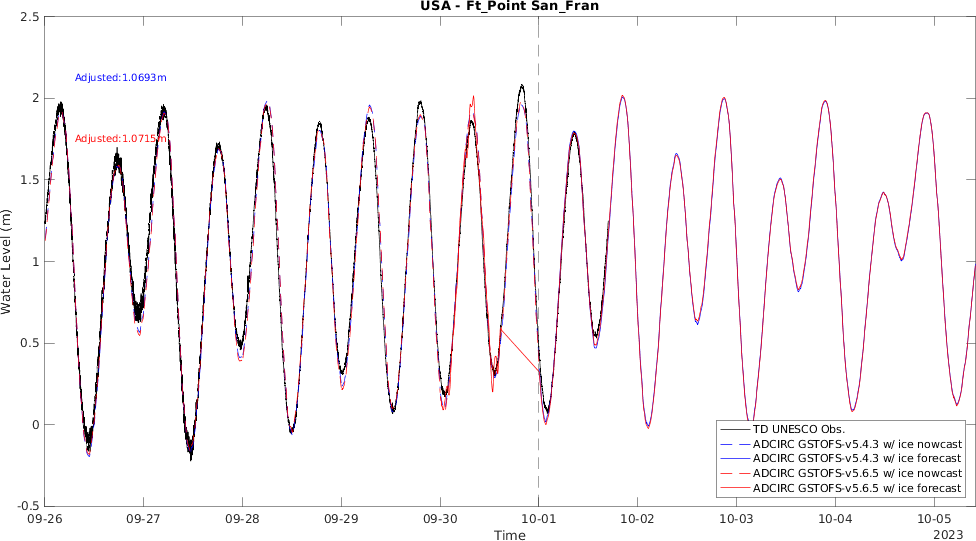 USA - Ft_Point San_Fran
2.5
2
1.5
1
0.5
0
-0.5
Water Level (m)
Adjusted:1.0693m
Adjusted:1.0715m
TD UNESCO Obs.
ADCIRC GSTOFS-v5.4.3 w/ ice nowcast
ADCIRC GSTOFS-v5.4.3 w/ ice forecast
ADCIRC GSTOFS-v5.6.5 w/ ice nowcast
ADCIRC GSTOFS-v5.6.5 w/ ice forecast
09-26 09-27 09-28 09-29 09-30 10-01 10-02 10-03 10-04 10-05
Time
2023